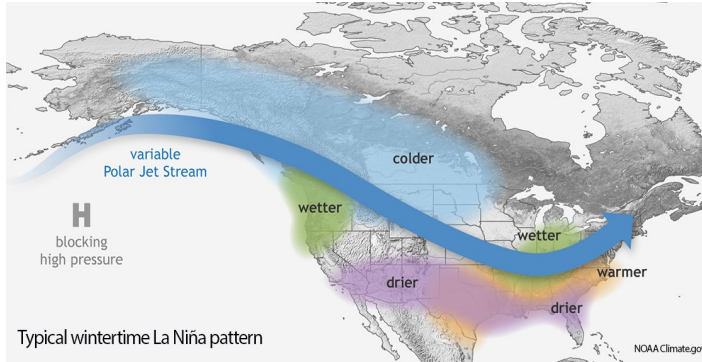 colder
variable
Polar Jet Stream
wetter
H
blocking
high pressure
wetter
warmer
drier
drier
Typical wintertime La Niña pattern
NOAA Climate.gov